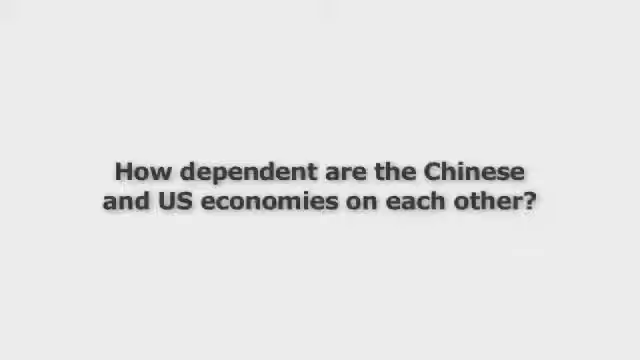 How dependent are the Chinese
and US economies on each other?